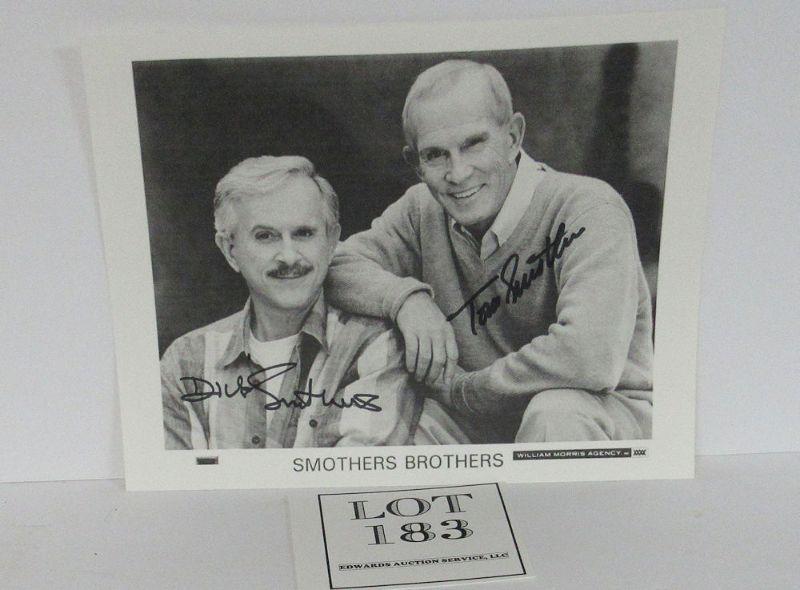 Tom Smothers
Dick Smothers
SMOTHERS BROTHERS
WILLIAM MORRIS AGENCY
LOT
183
EDWARDS AUCTION SERVICE, LLC